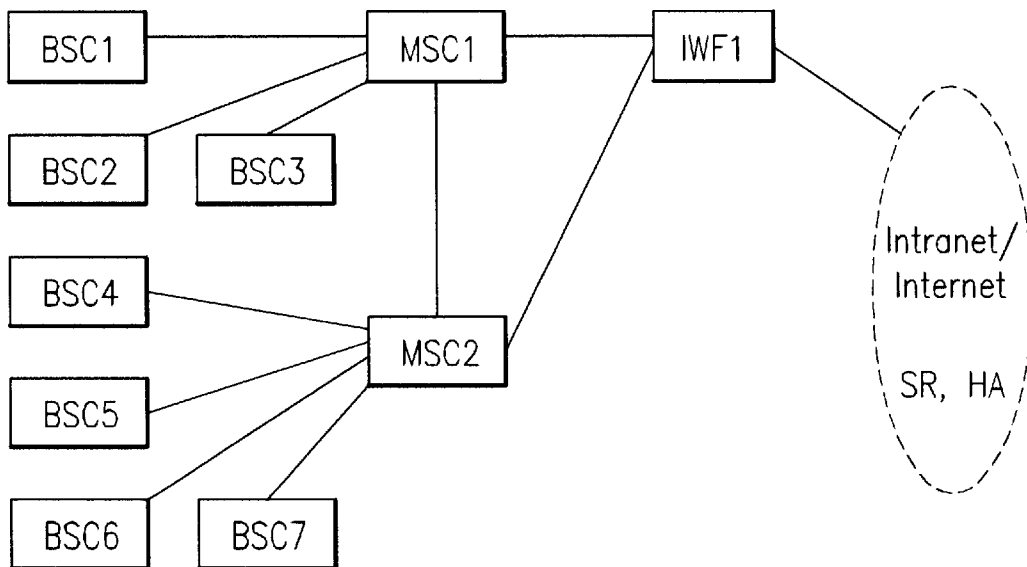 BSC1
MSC1
IWF1
BSC2
BSC3
Intranet/
Internet
BSC4
MSC2
SR, HA
BSC5
BSC6
BSC7